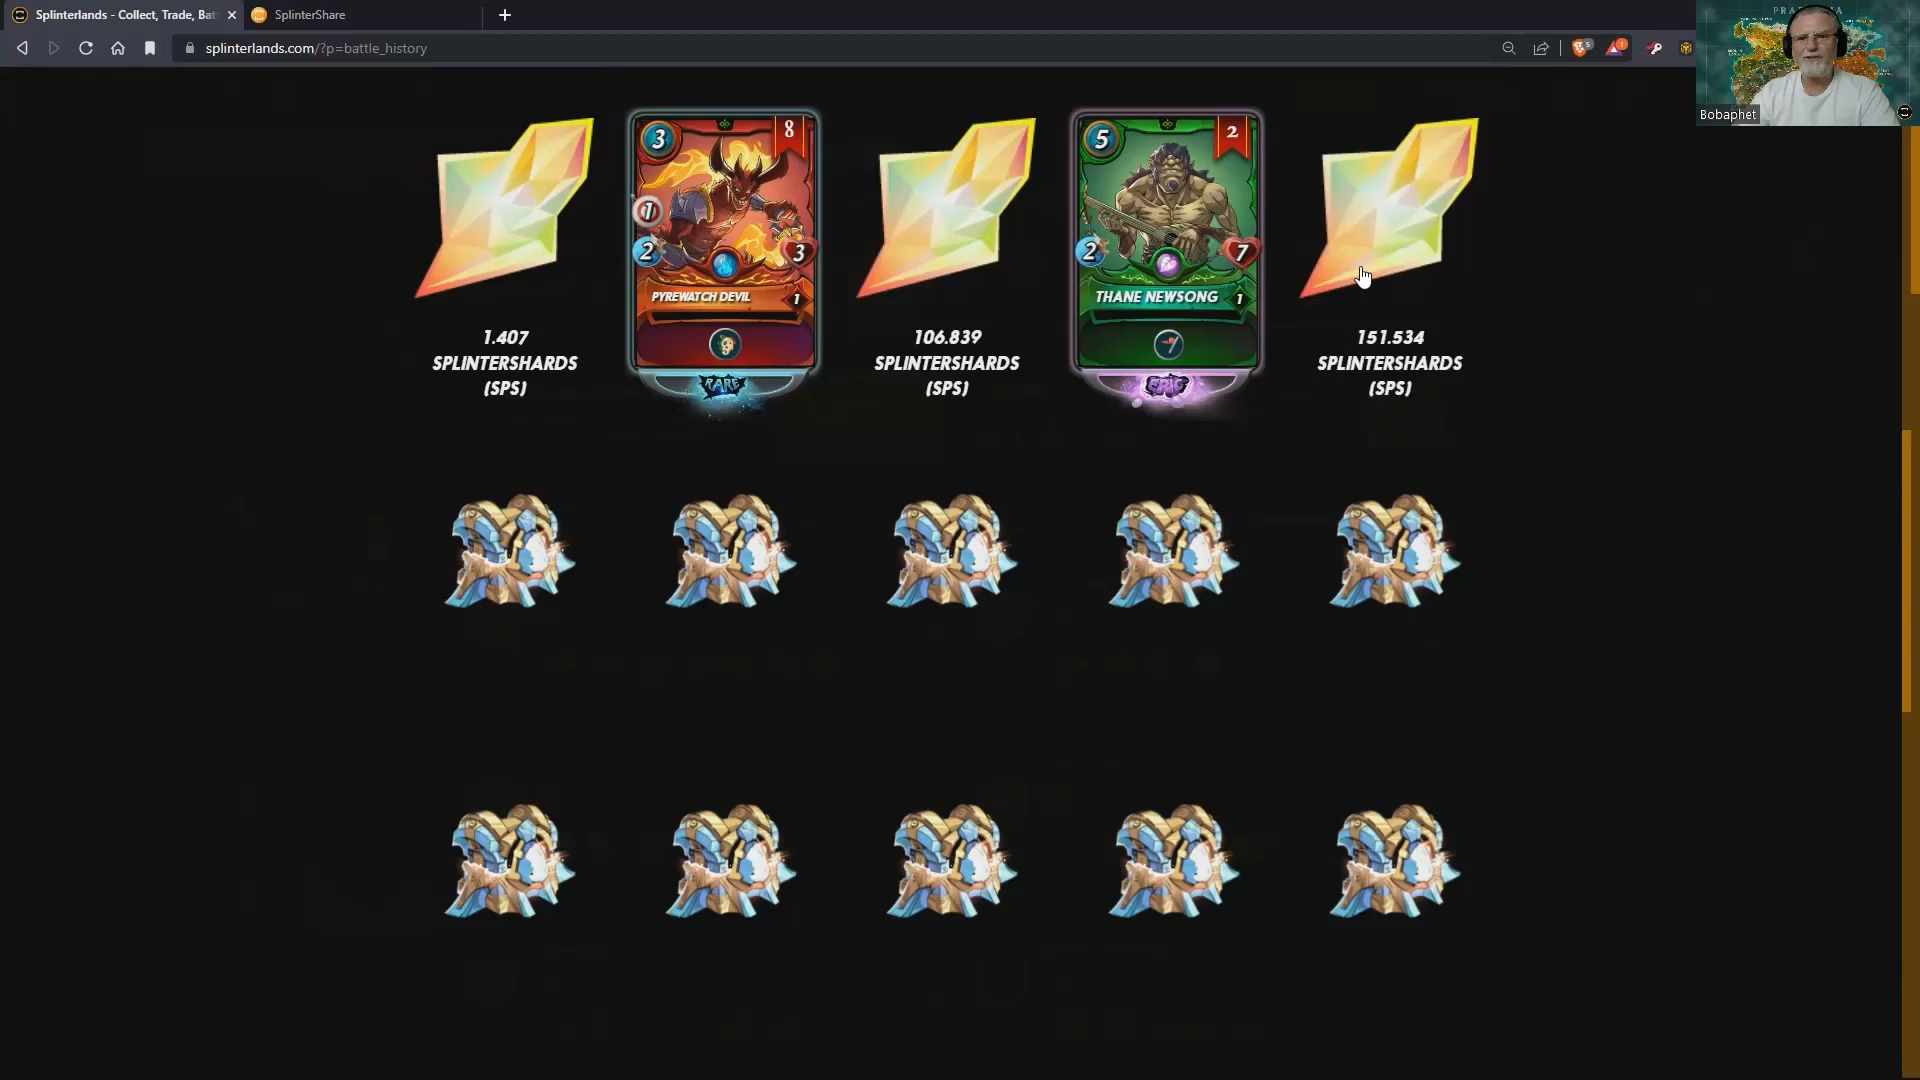 Splinterlands - Collect, Trade, Bat
SplinterShare
splinterlands.com/?p=battle_history
5
1
Bobaphet
3
8
1
2
3
PYREWATCH DEVIL
1
RARE
5
2
2
7
THANE NEWSONG
1
EPIC
1.407
SPLINTERSHARDS
(SPS)
106.839
SPLINTERSHARDS
(SPS)
151.534
SPLINTERSHARDS
(SPS)